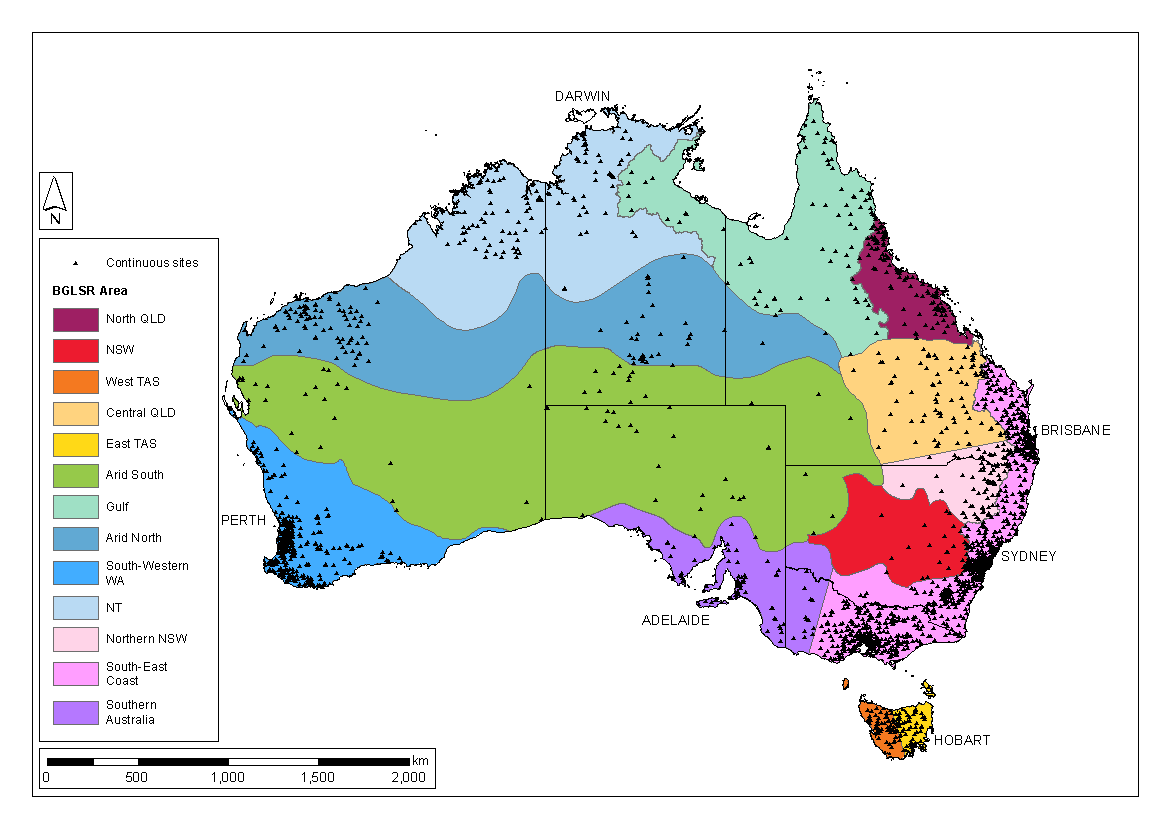 DARWIN
N
Continuous sites
BGLSR Area
North QLD
NSW
West TAS
Central QLD
East TAS
Arid South
Gulf
Arid North
South-Western
WA
NT
Northern NSW
South-East
Coast
Southern
Australia
BRISBANE
PERTH
SYDNEY
ADELAIDE
HOBART
km
0 500 1,000 1,500 2,000